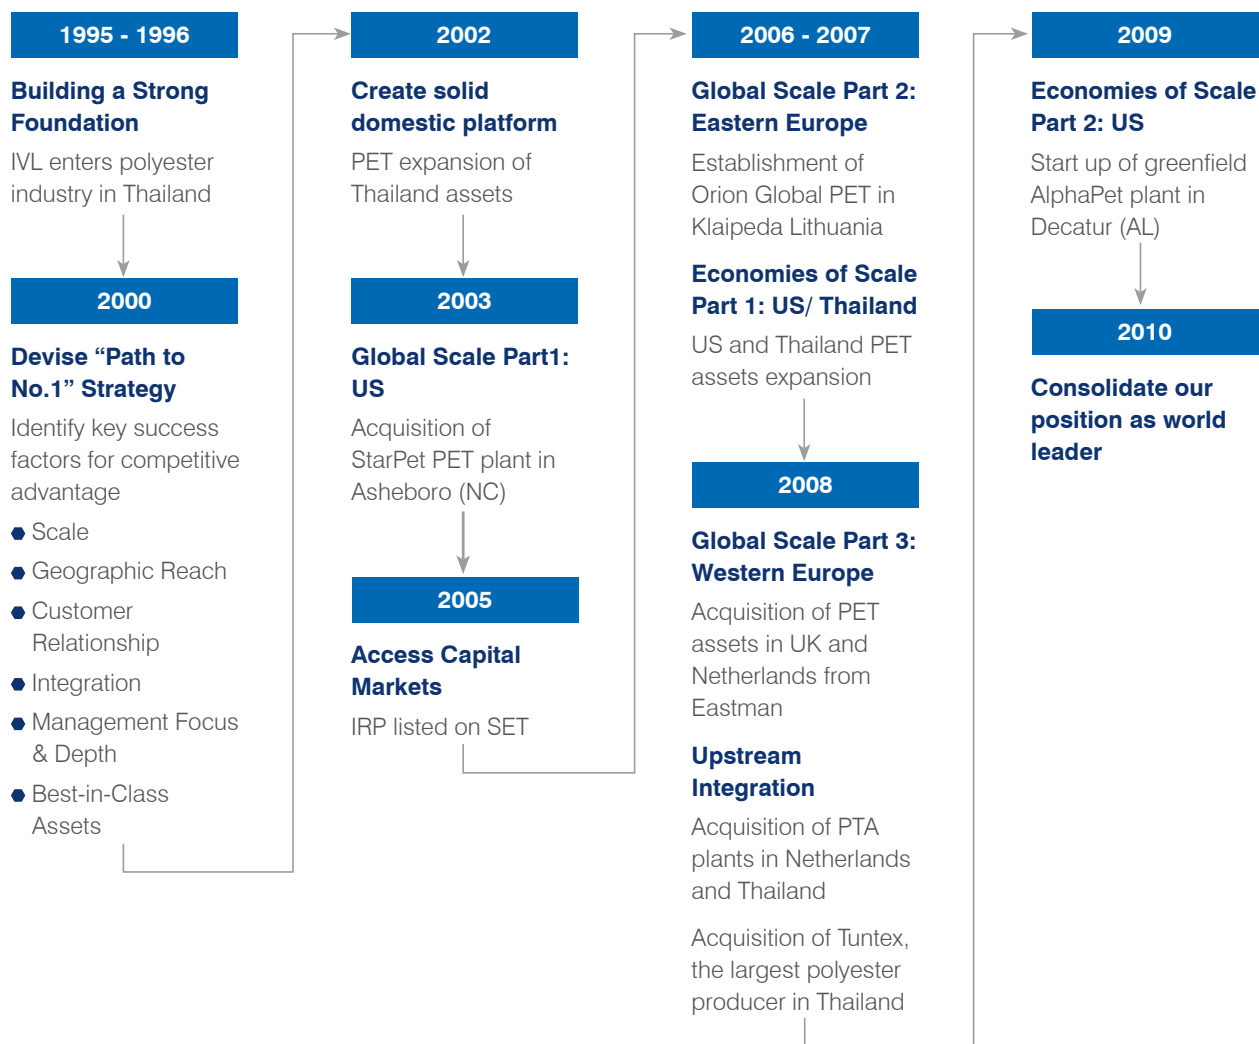 1995 - 1996
Building a Strong
Foundation
IVL enters polyester
industry in Thailand
2000
Devise “Path to
No.1” Strategy
Identify key success
factors for competitive
advantage
Scale
Geographic Reach
Customer
Relationship
Integration
Management Focus
& Depth
Best-in-Class
Assets
2002
Create solid
domestic platform
PET expansion of
Thailand assets
2003
Global Scale Part1:
US
Acquisition of
StarPet PET plant in
Asheboro (NC)
2005
Access Capital
Markets
IRP listed on SET
2006 - 2007
Global Scale Part 2:
Eastern Europe
Establishment of
Orion Global PET in
Klaipeda Lithuania
Economies of Scale
Part 1: US/ Thailand
US and Thailand PET
assets expansion
2008
Global Scale Part 3:
Western Europe
Acquisition of PET
assets in UK and
Netherlands from
Eastman
Upstream
Integration
Acquisition of PTA
plants in Netherlands
and Thailand
Acquisition of Tuntex,
the largest polyester
producer in Thailand
2009
Economies of Scale
Part 2: US
Start up of greenfield
AlphaPet plant in
Decatur (AL)
2010
Consolidate our
position as world
leader